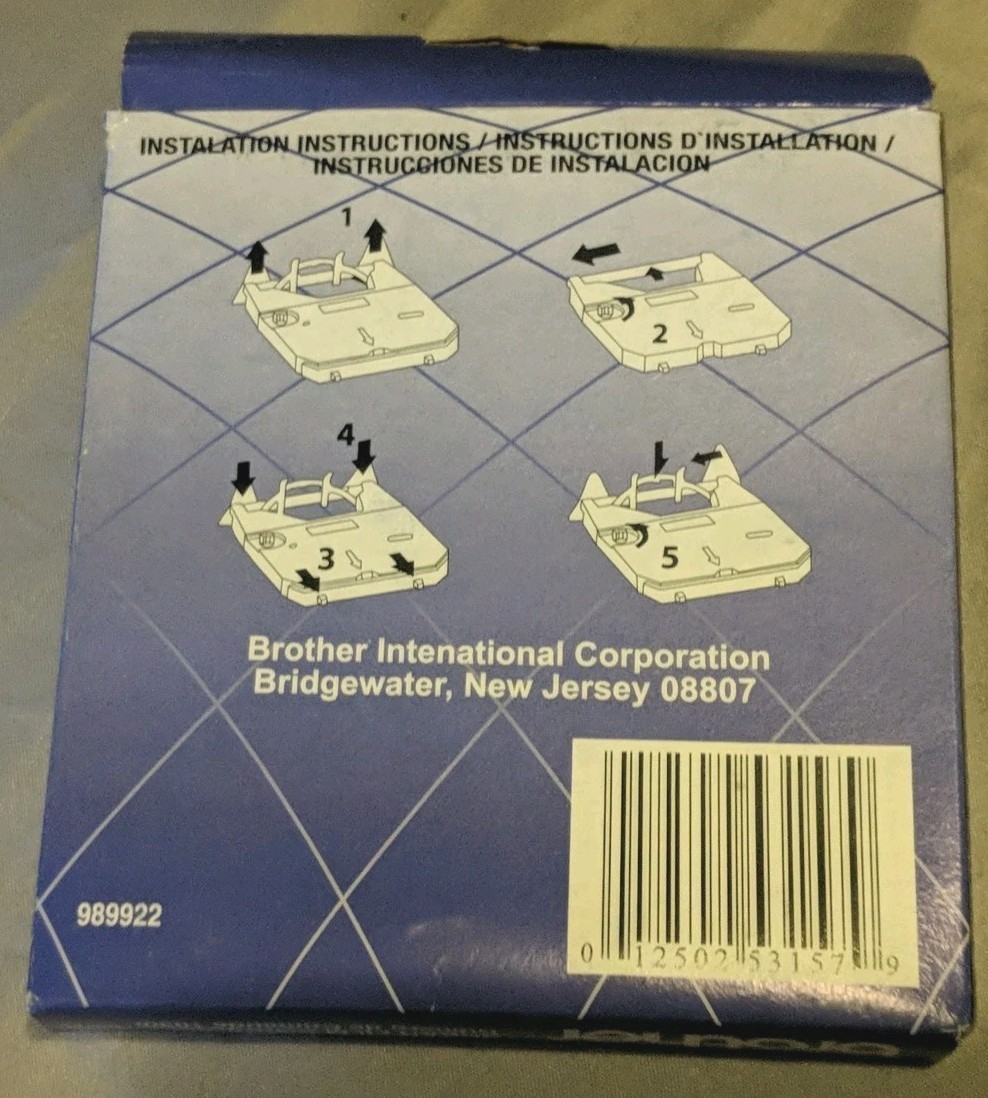 INSTALATION INSTRUCTIONS / INSTRUCTIONS D`INSTALLATION /
INSTRUCCIONES DE INSTALACION
1
2
4
3
5
Brother Intenational Corporation
Bridgewater, New Jersey 08807
989922
0 12502 53157 9